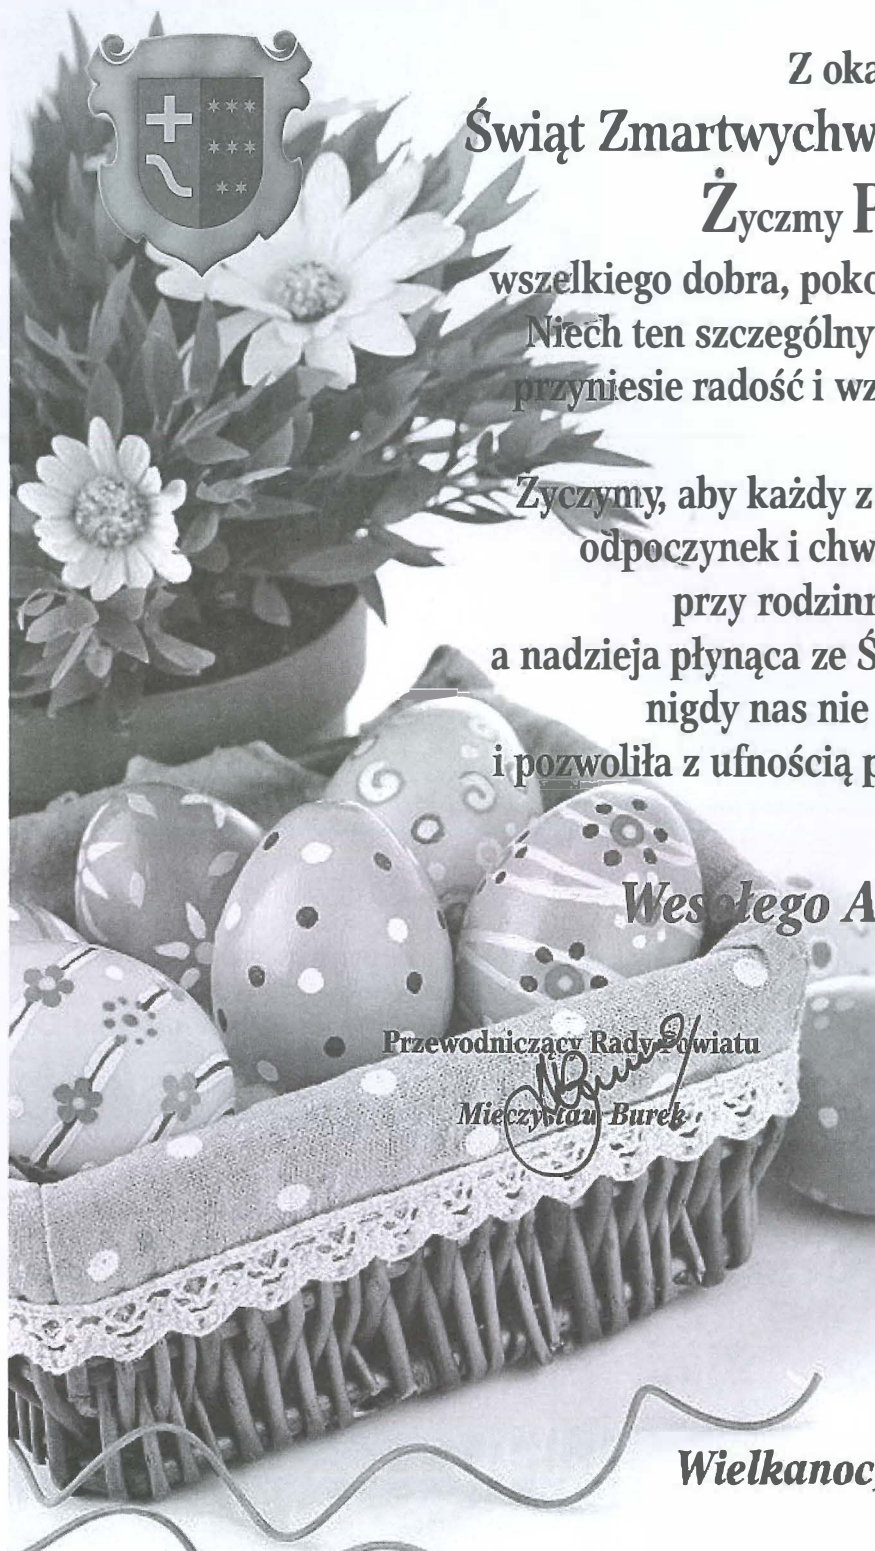 Z oka
Świąt Zmartwychw
Życzmy P
wszelkiego dobra, poko
Niech ten szczególny
przyniesie radość i wz
Życzymy, aby każdy z
odpoczynek i chw
przy rodzinn
a nadzieja płynąca ze Ś
nigdy nas nie
i pozwoliła z ufnością p
Wesołego A
Przewodniczący Rady Powiatu
Mieczysław Burek
Wielkanoc,